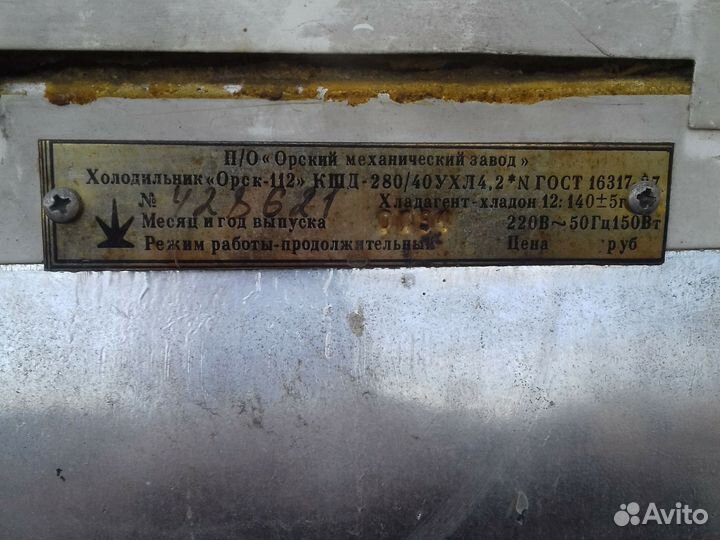 П/О «Орский механический завод»
Холодильник «Орск-112» КШД-280/40УХЛ4,2*N ГОСТ 16317-87
№ 428621 Хладагент-хладон 12: 140±5г
Месяц и год выпуска 220В~50Гц150Вт
Режим работы-продолжительный Цена руб
Avito